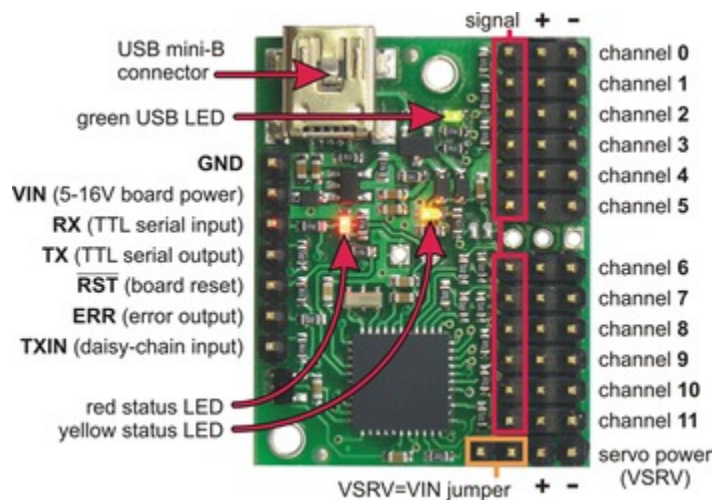 signal + −
USB mini-B
connector
green USB LED
GND
VIN (5-16V board power)
RX (TTL serial input)
TX (TTL serial output)
RST (board reset)
ERR (error output)
TXIN (daisy-chain input)
red status LED
yellow status LED
channel 0
channel 1
channel 2
channel 3
channel 4
channel 5
channel 6
channel 7
channel 8
channel 9
channel 10
channel 11
servo power
(VSRV)
VSRV=VIN jumper
+ −